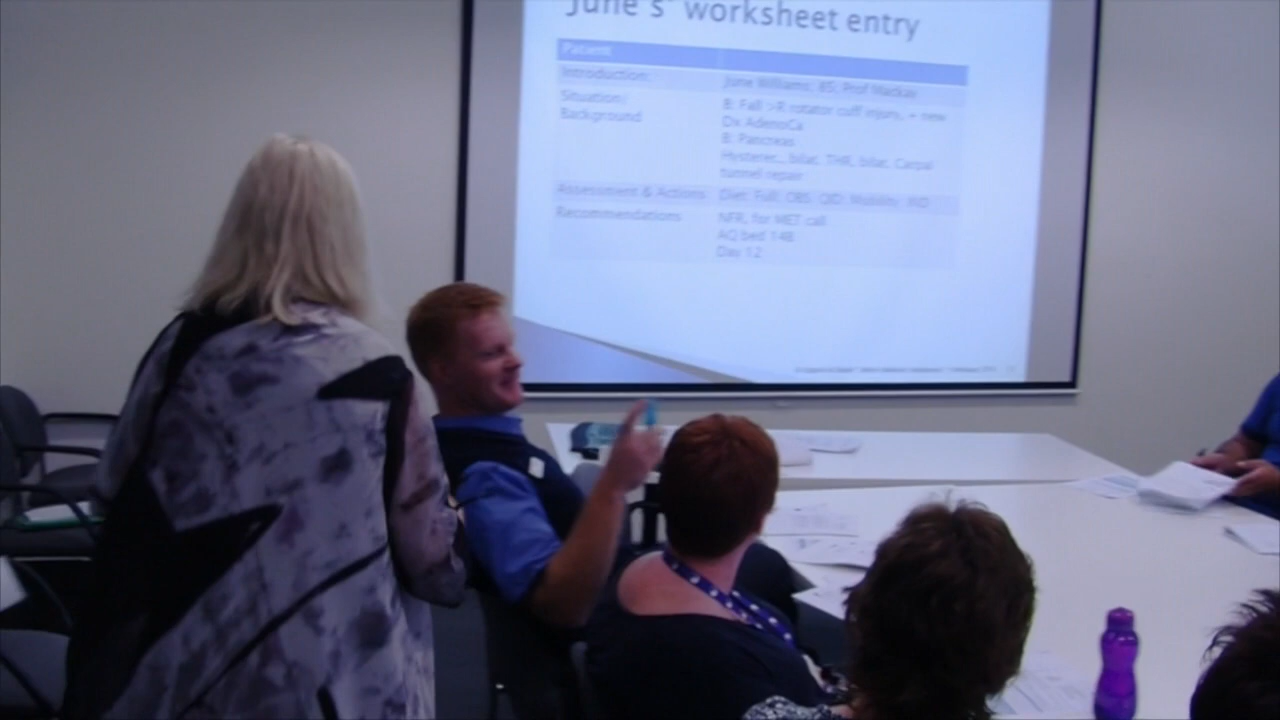 June s' worksheet entry
Patient
Introduction: June Williams; 85; Prof Mackay
Situation/ B: Fall >R rotator cuff injury, + new
Background Dx AdenoCa
B: Pancreas
Hysterec., bilat. THR, bilat. Carpal
tunnel repair
Assessment & Actions Diet: Full; OBS: QID; Mobility:
Recommendations NFR, for MET call
AQ bed 14B
Day 12